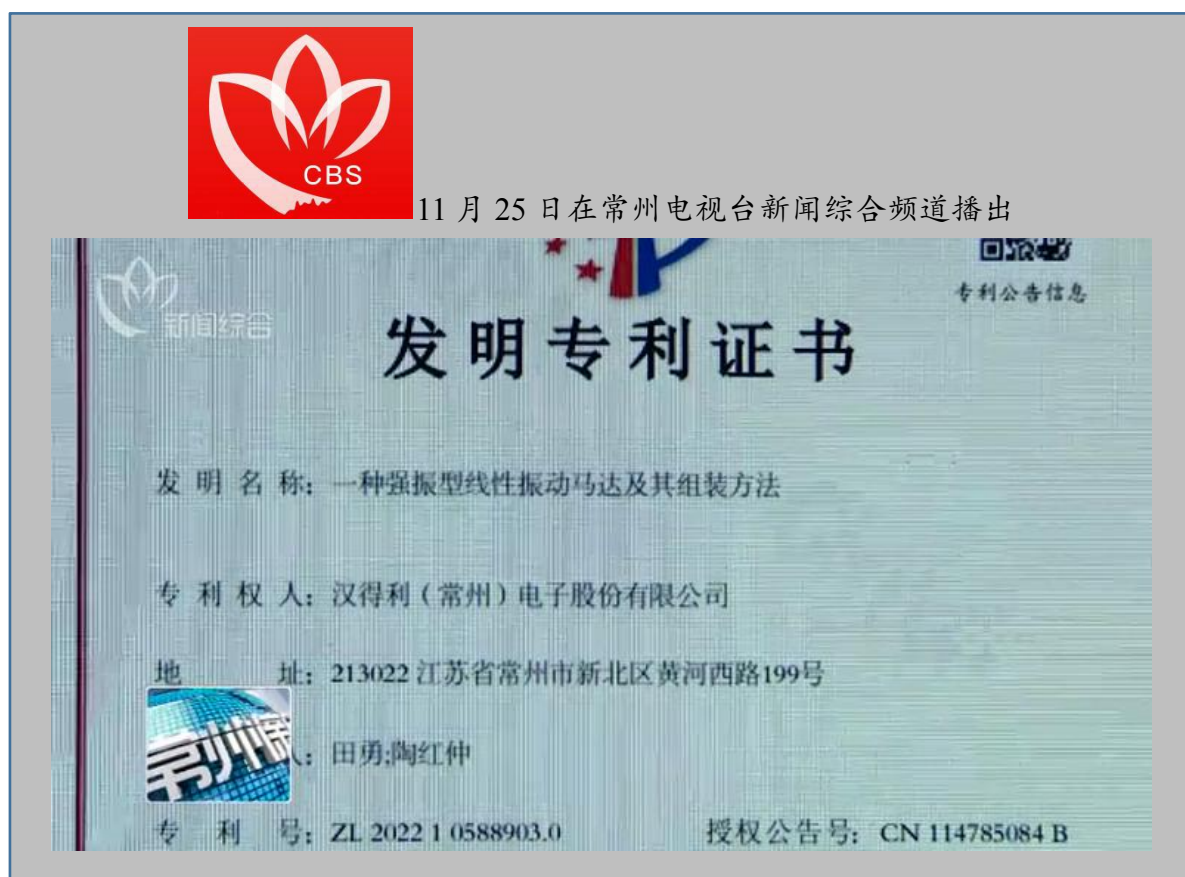 CBS
11 月 25 日在常州电视台新闻综合频道播出
新闻综合
专利公告信息
发明专利证书
发 明 名 称：一种强振型线性振动马达及其组装方法
专 利 权 人：汉得利（常州）电子股份有限公司
地 址：213022 江苏省常州市新北区黄河西路199号
人：田勇;陶红仲
常州
专 利 号：ZL 2022 1 0588903.0 授权公告号：CN 114785084 B